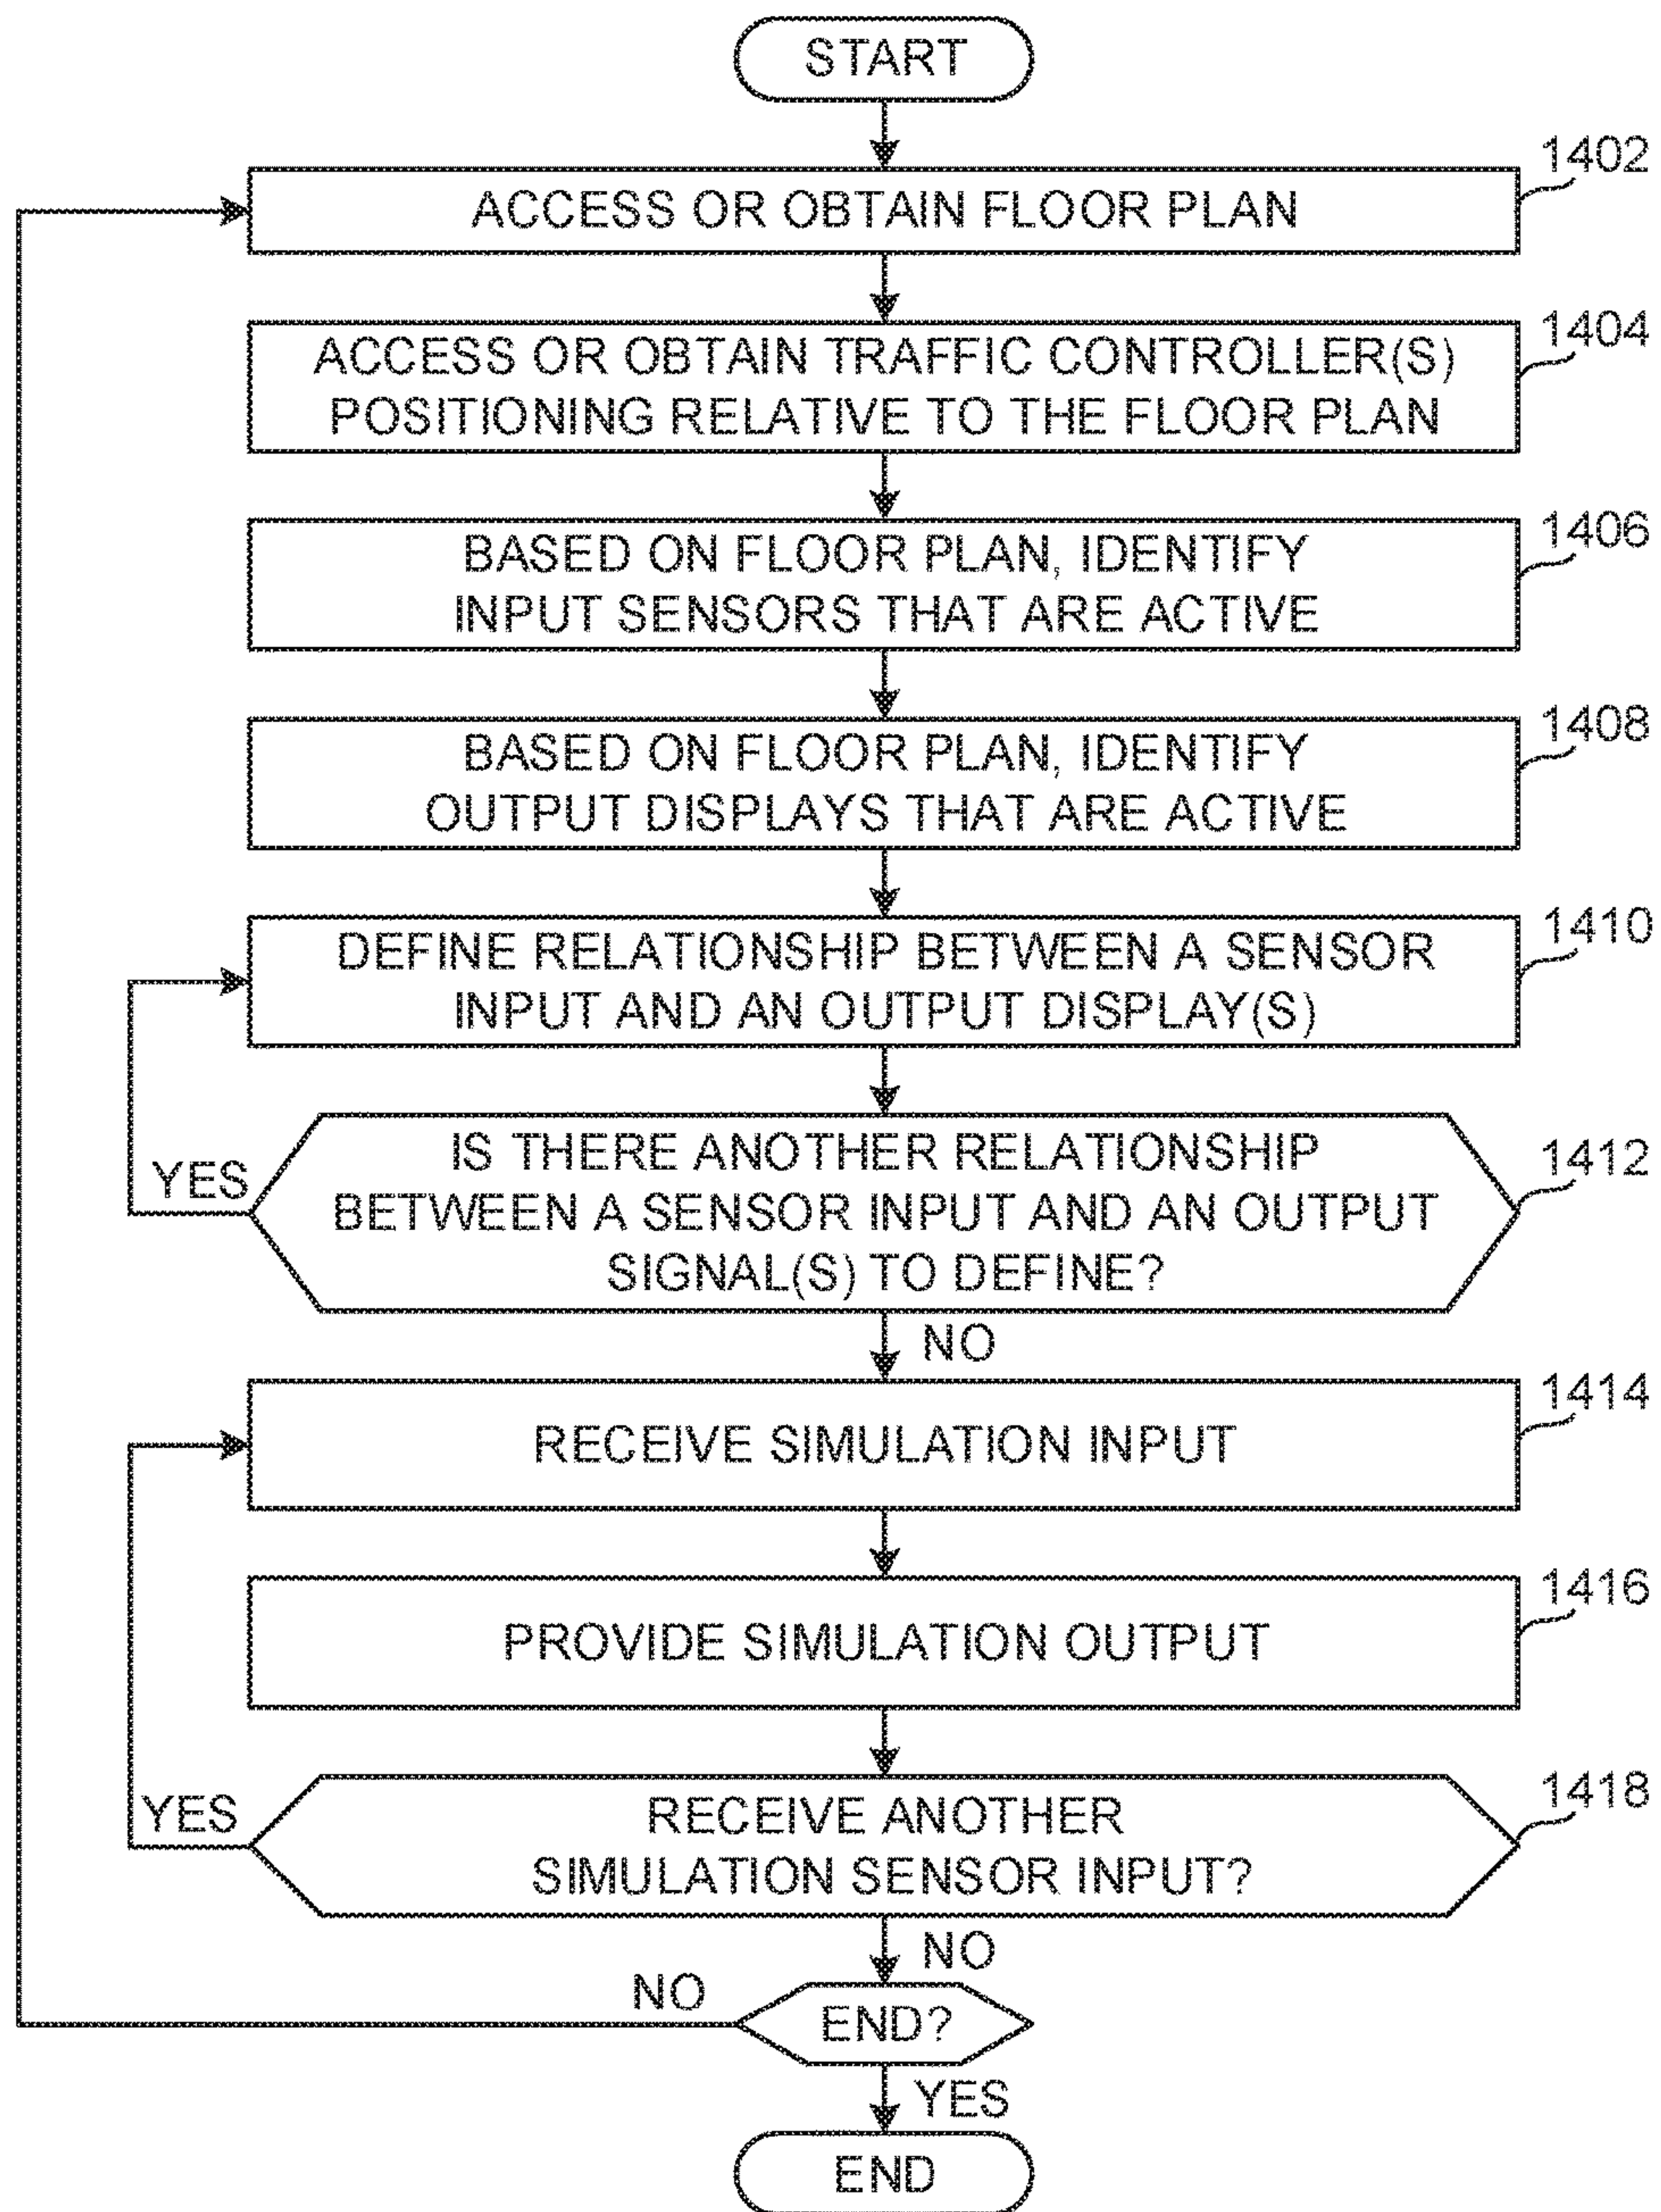 START
1402
ACCESS OR OBTAIN FLOOR PLAN
1404
ACCESS OR OBTAIN TRAFFIC CONTROLLER(S)
POSITIONING RELATIVE TO THE FLOOR PLAN
1406
BASED ON FLOOR PLAN, IDENTIFY
INPUT SENSORS THAT ARE ACTIVE
1408
BASED ON FLOOR PLAN, IDENTIFY
OUTPUT DISPLAYS THAT ARE ACTIVE
1410
DEFINE RELATIONSHIP BETWEEN A SENSOR
INPUT AND AN OUTPUT DISPLAY(S)
1412
IS THERE ANOTHER RELATIONSHIP
BETWEEN A SENSOR INPUT AND AN OUTPUT
SIGNAL(S) TO DEFINE?
YES
NO
1414
RECEIVE SIMULATION INPUT
1416
PROVIDE SIMULATION OUTPUT
1418
RECEIVE ANOTHER
SIMULATION SENSOR INPUT?
YES
NO
NO
END?
YES
END